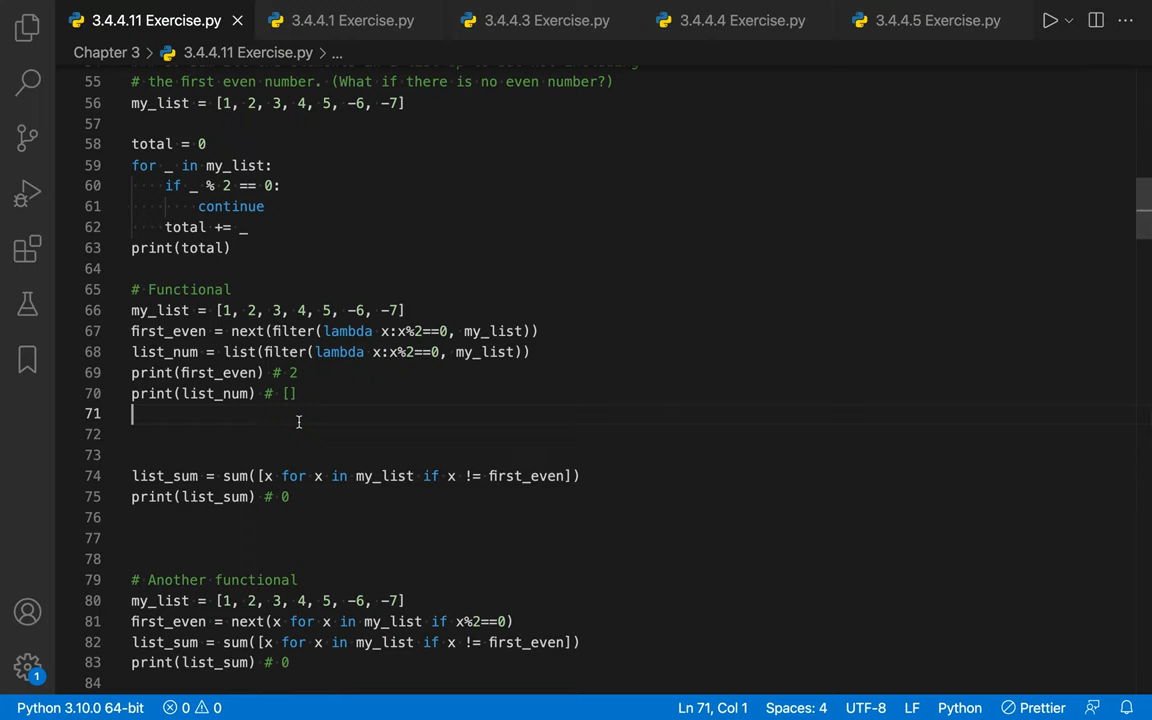 3.4.4.11 Exercise.py
3.4.4.1 Exercise.py
3.4.4.3 Exercise.py
3.4.4.4 Exercise.py
3.4.4.5 Exercise.py
Chapter 3 > 3.4.4.11 Exercise.py > ...
55 # the first even number. (What if there is no even number?)
56 my_list = [1, 2, 3, 4, 5, -6, -7]
57
58 total = 0
59 for _ in my_list:
60 if _ % 2 == 0:
61 continue
62 total += _
63 print(total)
64
65 # Functional
66 my_list = [1, 2, 3, 4, 5, -6, -7]
67 first_even = next(filter(lambda x:x%2==0, my_list))
68 list_num = list(filter(lambda x:x%2==0, my_list))
69 print(first_even) # 2
70 print(list_num) # []
71
72
73
74 list_sum = sum([x for x in my_list if x != first_even])
75 print(list_sum) # 0
76
77
78
79 # Another functional
80 my_list = [1, 2, 3, 4, 5, -6, -7]
81 first_even = next(x for x in my_list if x%2==0)
82 list_sum = sum([x for x in my_list if x != first_even])
83 print(list_sum) # 0
84
1
Python 3.10.0 64-bit 0 0 Ln 71, Col 1 Spaces: 4 UTF-8 LF Python Prettier